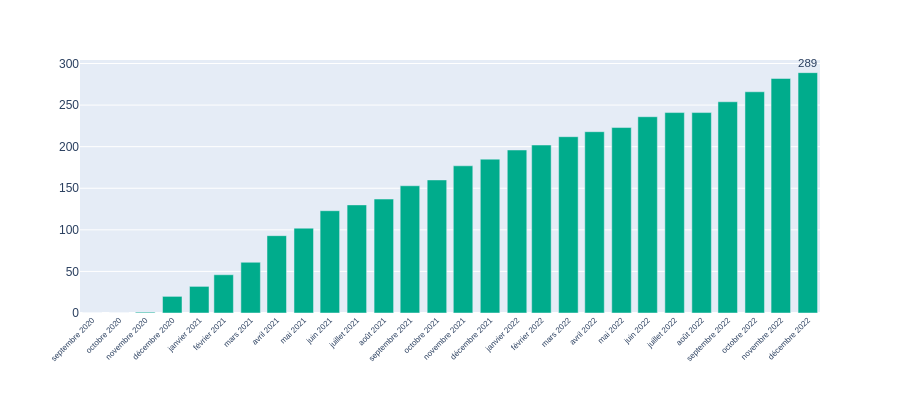 289
300
250
200
150
100
50
0
septembre 2020
octobre 2020
novembre 2020
décembre 2020
janvier 2021
février 2021
mars 2021
avril 2021
mai 2021
juin 2021
juillet 2021
août 2021
septembre 2021
octobre 2021
novembre 2021
décembre 2021
janvier 2022
février 2022
mars 2022
avril 2022
mai 2022
juin 2022
juillet 2022
août 2022
septembre 2022
octobre 2022
novembre 2022
décembre 2022